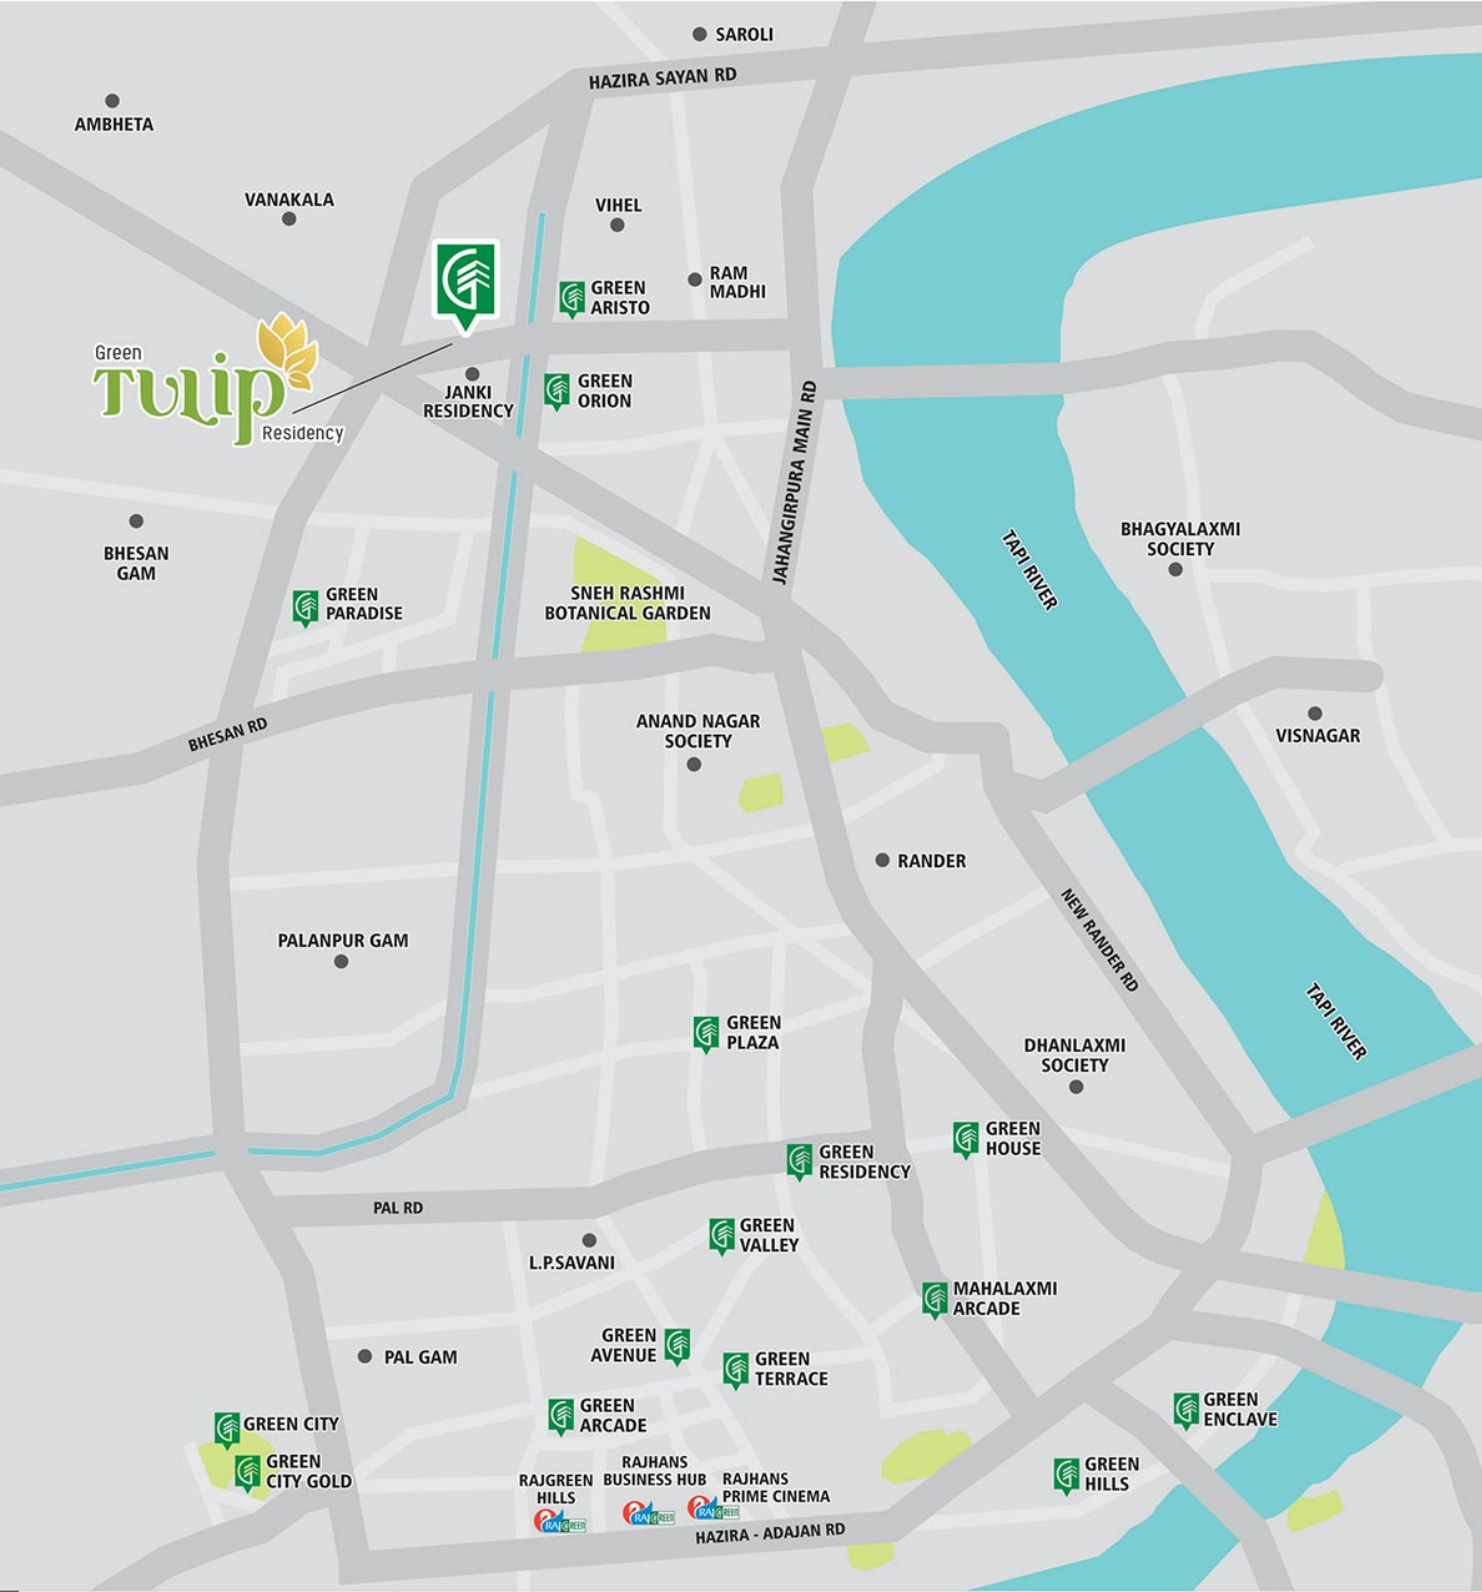 SAROLI
HAZIRA SAYAN RD
AMBHETA
VANAKALA
VIHEL
RAM
MADHI
GREEN
ARISTO
Green
TULIP
Residency
JANKI
RESIDENCY
GREEN
ORION
JAHANGIRPURA MAIN RD
BHESAN
GAM
TAPI RIVER
BHAGYALAXMI
SOCIETY
GREEN
PARADISE
SNEH RASHMI
BOTANICAL GARDEN
BHESAN RD
ANAND NAGAR
SOCIETY
VISNAGAR
RANDER
NEW RANDER RD
PALANPUR GAM
TAPI RIVER
GREEN
PLAZA
DHANLAXMI
SOCIETY
GREEN
HOUSE
GREEN
RESIDENCY
PAL RD
GREEN
VALLEY
L.P.SAVANI
MAHALAXMI
ARCADE
GREEN
AVENUE
PAL GAM
GREEN
TERRACE
GREEN
ARCADE
GREEN
ENCLAVE
GREEN CITY
GREEN
CITY GOLD
RAJGREEN
HILLS
RAJHANS
BUSINESS HUB
RAJHANS
PRIME CINEMA
GREEN
HILLS
RAJGREEN
RAJGREEN
RAJGREEN
HAZIRA - ADAJAN RD